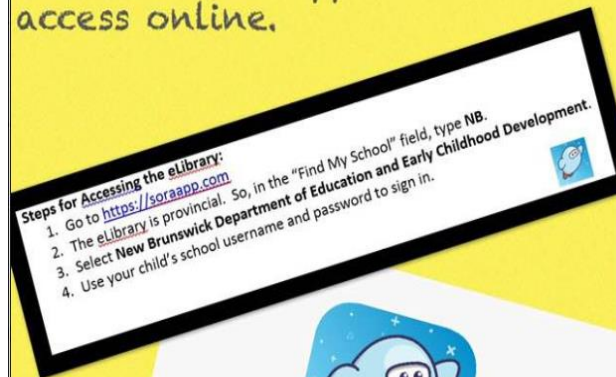 access online.
Steps for Accessing the eLibrary:
1. Go to https://soraapp.com
2. The eLibrary is provincial. So, in the "Find My School" field, type NB.
3. Select New Brunswick Department of Education and Early Childhood Development.
4. Use your child's school username and password to sign in.